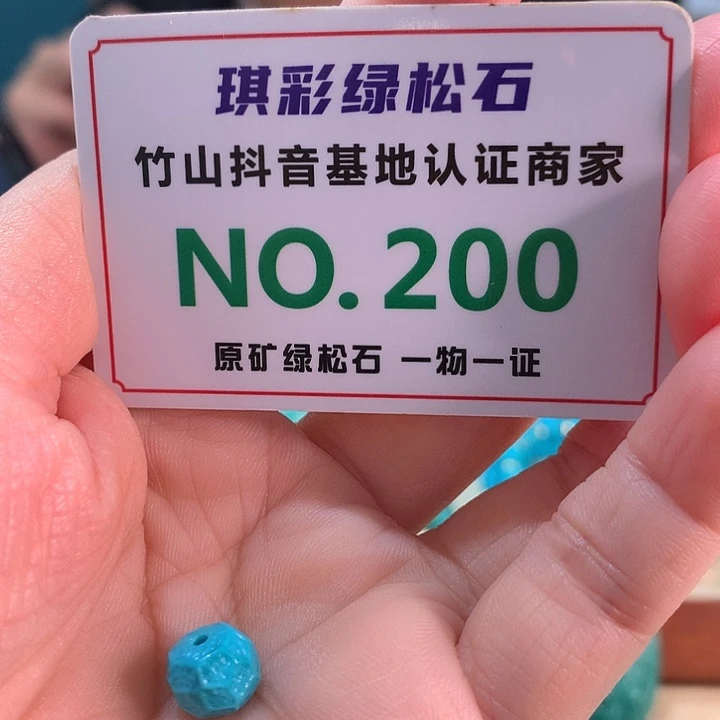 琪彩绿松石
竹山抖音基地认证商家
NO.200
原矿绿松石 一物一证